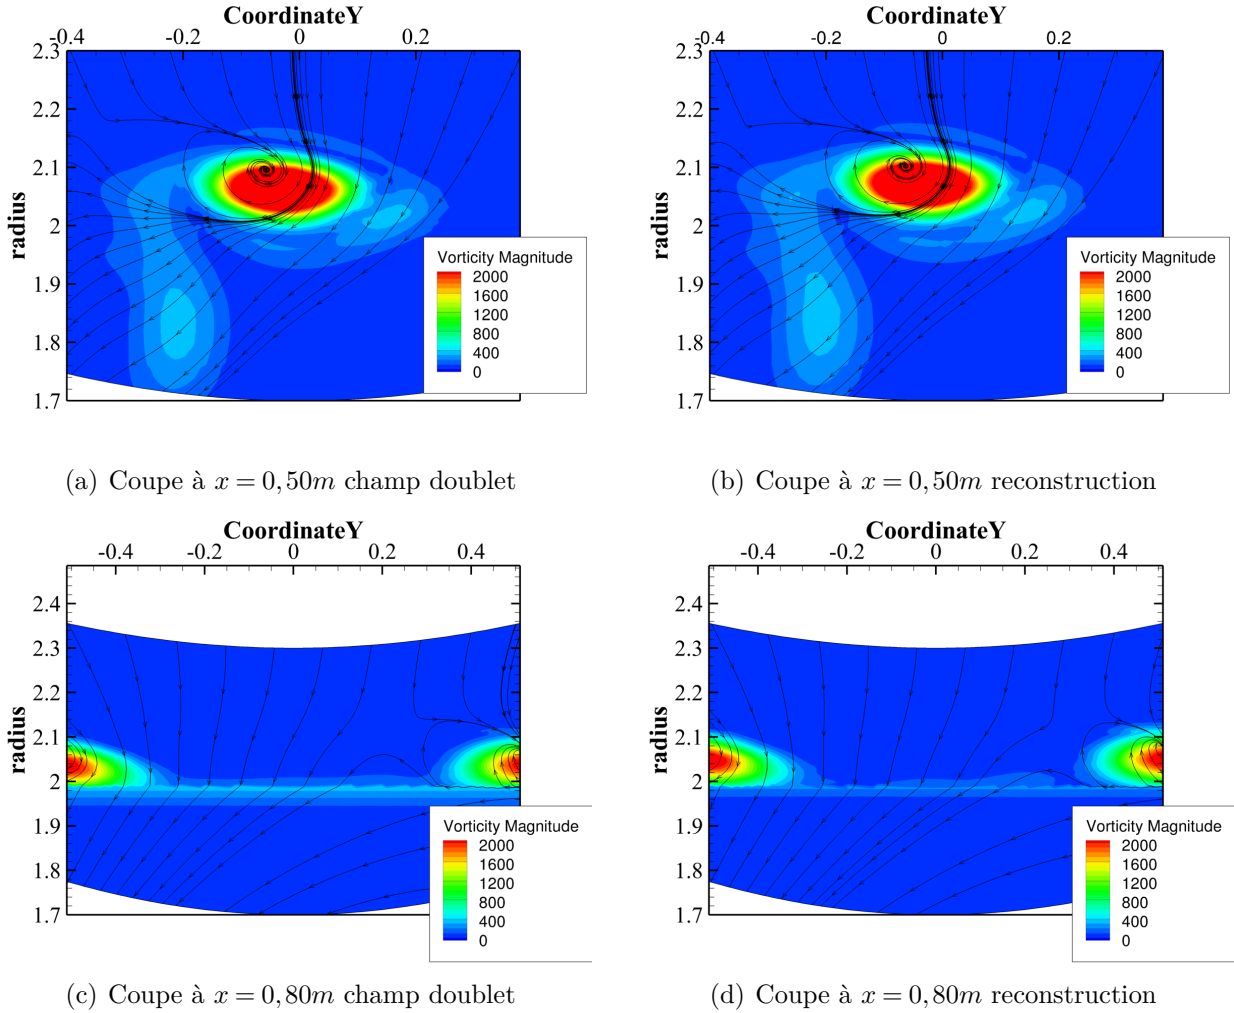 CoordinateY
-0.4 -0.2 0 0.2
2.3
2.2
2.1
2
1.9
1.8
1.7
radius
Vorticity Magnitude
2000
1600
1200
800
400
0
(a) Coupe à x = 0, 50m champ doublet
CoordinateY
-0.4 -0.2 0 0.2
2.3
2.2
2.1
2
1.9
1.8
1.7
radius
Vorticity Magnitude
2000
1600
1200
800
400
0
(b) Coupe à x = 0, 50m reconstruction
CoordinateY
-0.4 -0.2 0 0.2 0.4
2.4
2.3
2.2
2.1
2
1.9
1.8
1.7
radius
Vorticity Magnitude
2000
1600
1200
800
400
0
(c) Coupe à x = 0, 80m champ doublet
CoordinateY
-0.4 -0.2 0 0.2 0.4
2.4
2.3
2.2
2.1
2
1.9
1.8
1.7
radius
Vorticity Magnitude
2000
1600
1200
800
400
0
(d) Coupe à x = 0, 80m reconstruction